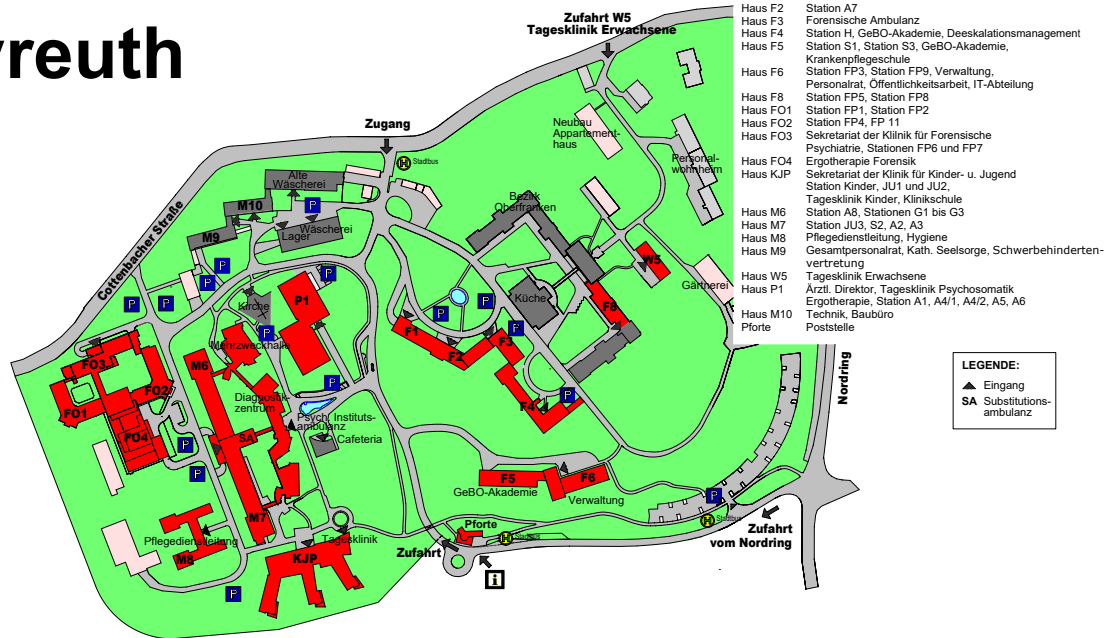 yreuth
Haus F2 Station A7
Haus F3 Forensische Ambulanz
Haus F4 Station H, GeBO-Akademie, Deeskalationsmanagement
Haus F5 Station S1, Station S3, GeBO-Akademie,
Krankenpflegeschule
Haus F6 Station FP3, Station FP9, Verwaltung,
Personalrat, Öffentlichkeitsarbeit, IT-Abteilung
Haus F8 Station FP5, Station FP8
Haus FO1 Station FP1, Station FP2
Haus FO2 Station FP4, FP 11
Haus FO3 Sekretariat der Klilnik für Forensische
Psychiatrie, Stationen FP6 und FP7
Haus FO4 Ergotherapie Forensik
Haus KJP Sekretariat der Klinik für Kinder- u. Jugend
Station Kinder, JU1 und JU2,
Tagesklinik Kinder, Klinikschule
Haus M6 Station A8, Stationen G1 bis G3
Haus M7 Station JU3, S2, A2, A3
Haus M8 Pflegedienstleitung, Hygiene
Haus M9 Gesamtpersonalrat, Kath. Seelsorge, Schwerbehinderten-
vertretung
Haus W5 Tagesklinik Erwachsene
Haus P1 Ärztl. Direktor, Tagesklinik Psychosomatik
Ergotherapie, Station A1, A4/1, A4/2, A5, A6
Haus M10 Technik, Baubüro
Pforte Poststelle
LEGENDE:
Eingang
SA Substitutions-
ambulanz
Zufahrt W5
Tagesklinik Erwachsene
Zugang
H Stadtbus
Neubau
Appartement-
haus
Personal-
wohnheim
Alte
Wäscherei
M10
P
Wäscherei
M9
Lager
Cottenbacher Straße
Bezirk
Oberfranken
W5
Gärtnerei
P
P
P
P
P
Kirche
P1
P
P
P
Küche
F8
F1
P
F2
F3
P
Mehrzweckhalle
M6
FO3
FO2
FO1
FO4
Diagnostik-
zentrum
P
Psych. Instituts-
ambulanz
Cafeteria
F4
P
SA
P
P
F5
F6
GeBO-Akademie
Verwaltung
Nordring
P
H Stadtbus
Zufahrt
vom Nordring
M7
Pflegedienstleitung
M8
Tagesklinik
KJP
Pforte
H Stadtbus
Zufahrt
i
P